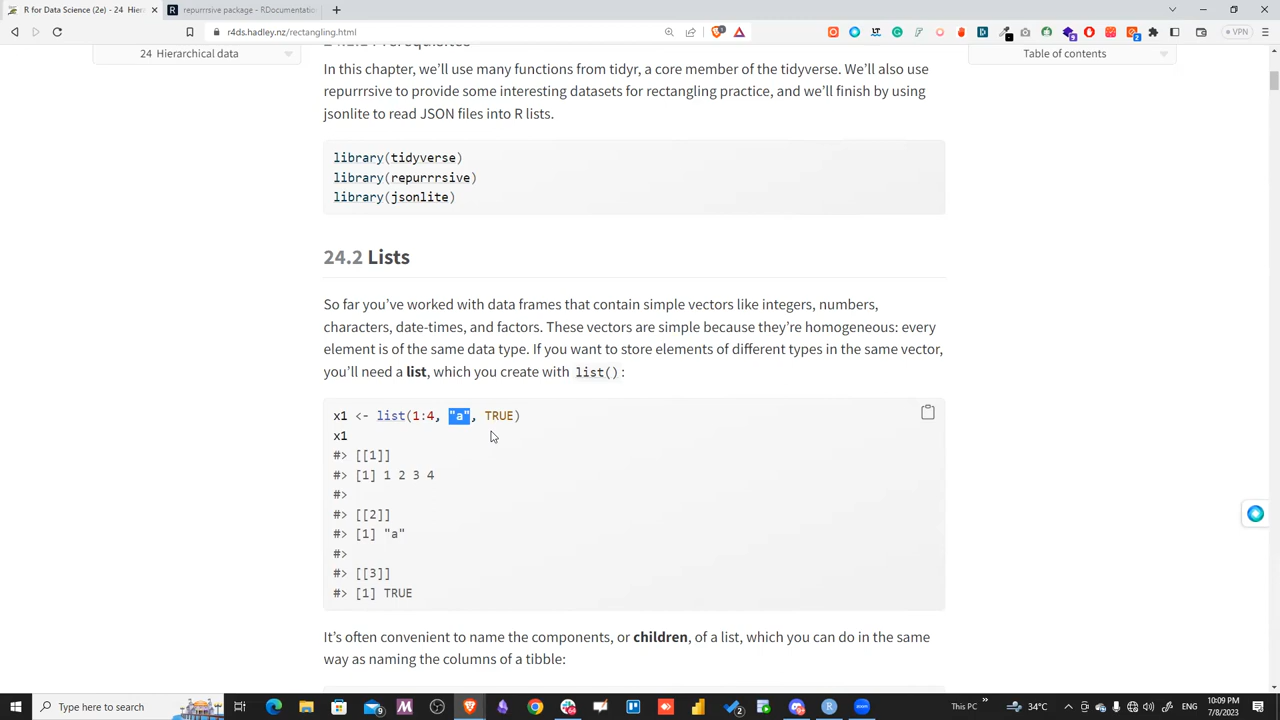 R for Data Science (2e) - 24 Hier
repurrrsive package - RDocumentatio
r4ds.hadley.nz/rectangling.html
VPN
24 Hierarchical data
Table of contents
In this chapter, we'll use many functions from tidyr, a core member of the tidyverse. We'll also use
repurrrsive to provide some interesting datasets for rectangling practice, and we'll finish by using
jsonlite to read JSON files into R lists.
library(tidyverse)
library(repurrrsive)
library(jsonlite)
24.2 Lists
So far you've worked with data frames that contain simple vectors like integers, numbers,
characters, date-times, and factors. These vectors are simple because they're homogeneous: every
element is of the same data type. If you want to store elements of different types in the same vector,
you'll need a list, which you create with list():
x1 <- list(1:4, "a", TRUE)
x1
#> [[1]]
#> [1] 1 2 3 4
#>
#> [[2]]
#> [1] "a"
#>
#> [[3]]
#> [1] TRUE
It's often convenient to name the components, or children, of a list, which you can do in the same
way as naming the columns of a tibble:
Type here to search
This PC
34°C
10:09 PM
7/8/2023